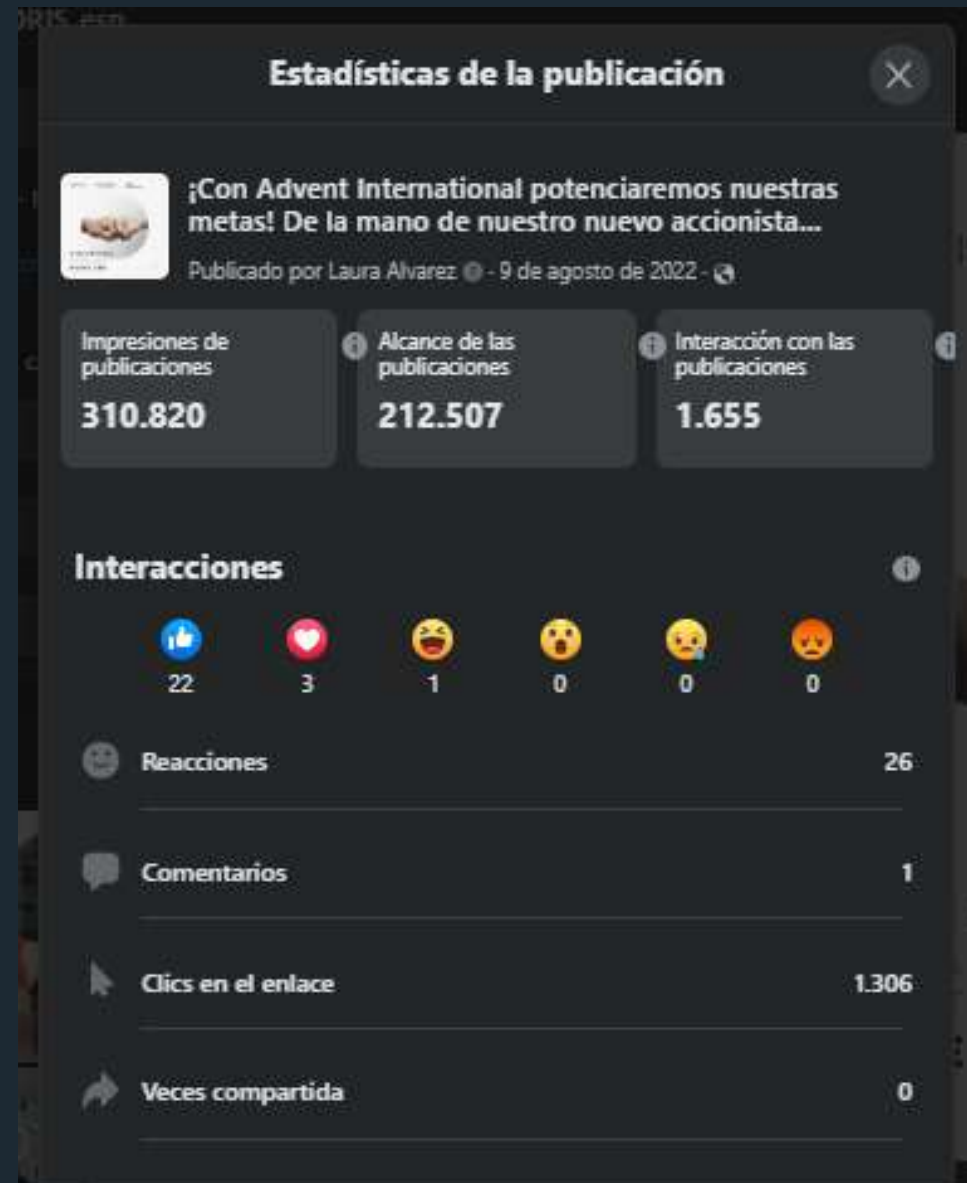 Estadísticas de la publicación
¡Con Advent International potenciaremos nuestras
metas! De la mano de nuestro nuevo accionista...
Publicado por Laura Alvarez - 9 de agosto de 2022 -
Impresiones de
publicaciones
310.820
Alcance de las
publicaciones
212.507
Interacción con las
publicaciones
1.655
Interacciones
22
3
1
0
0
0
Reacciones 26
Comentarios 1
Clics en el enlace 1.306
Veces compartida 0